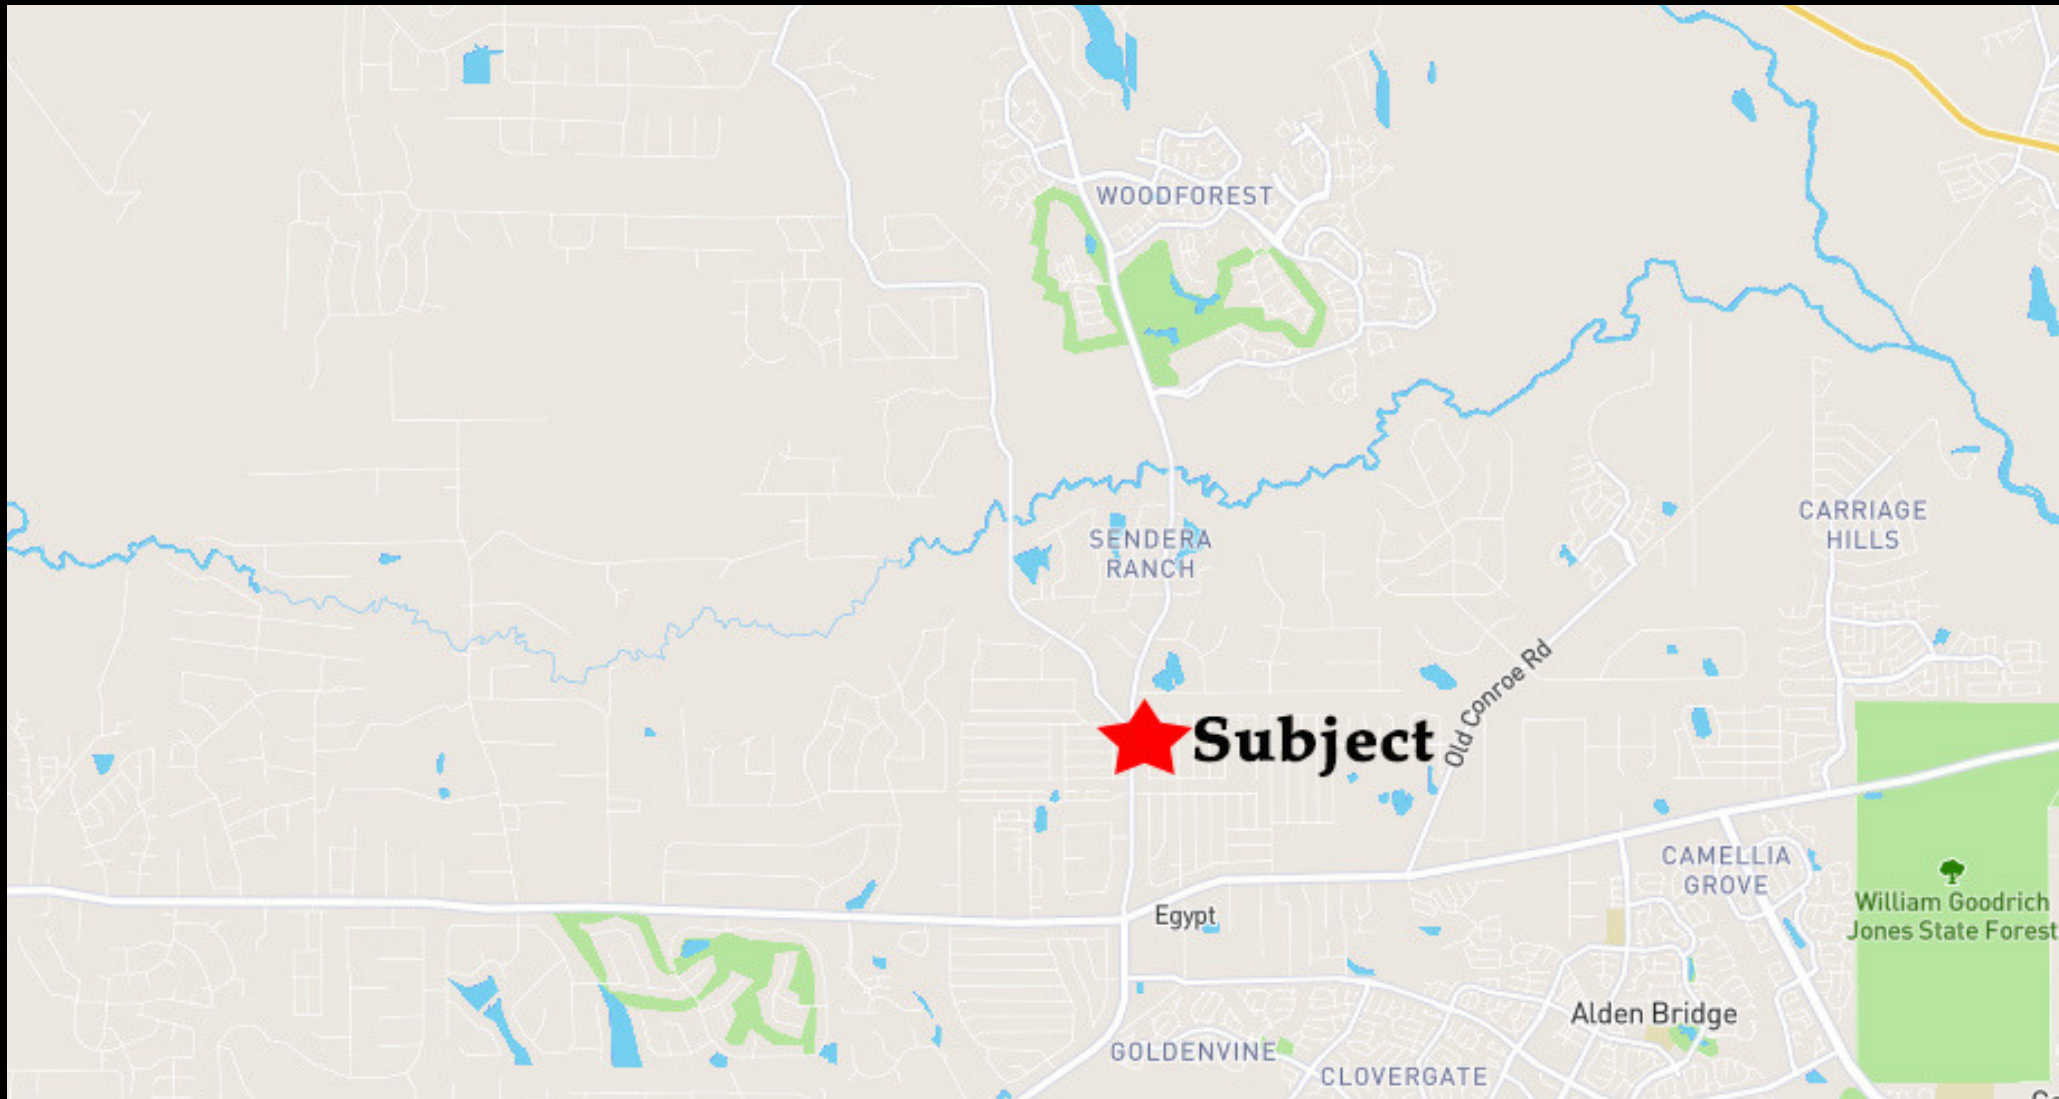 WOODFOREST
CARRIAGE
HILLS
SENDERA
RANCH
Old Conroe Rd
Subject
CAMELLIA
GROVE
William Goodrich
Jones State Forest
Egypt
Alden Bridge
GOLDENVINE
CLOVERGATE